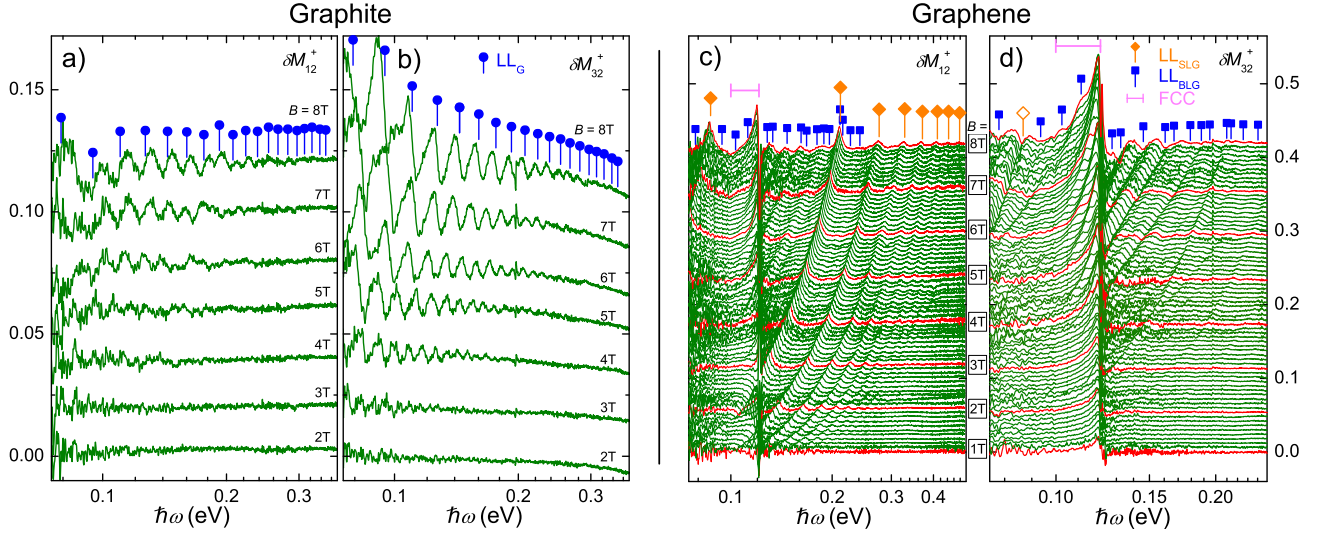 Graphite
Graphene
a)
δM₁₂⁺
b)
LL_G
δM₃₂⁺
c)
δM₁₂⁺
d)
δM₃₂⁺
LL_SLG
LL_BLG
FCC
0.15
0.10
0.05
0.00
B = 8T
7T
6T
5T
4T
3T
2T
B = 8T
7T
6T
5T
4T
3T
2T
B =
8T
7T
6T
5T
4T
3T
2T
1T
0.5
0.4
0.3
0.2
0.1
0.0
0.1 0.2 0.3
0.1 0.2 0.3
0.1 0.2 0.3 0.4
0.10 0.15 0.20
ħω (eV)
ħω (eV)
ħω (eV)
ħω (eV)